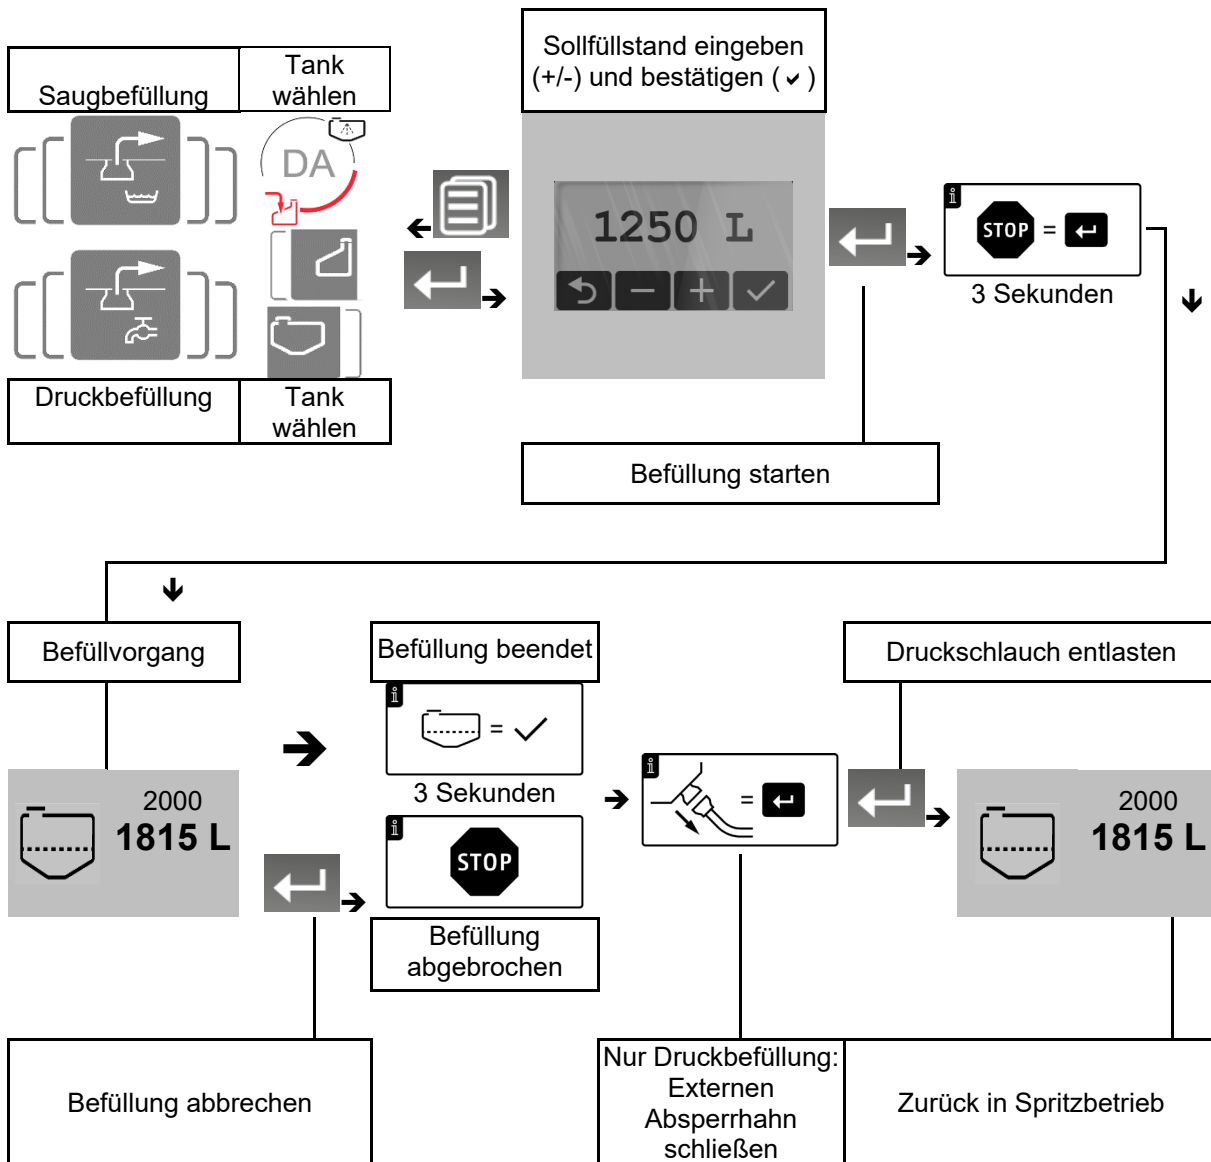 Saugbefüllung
Tank
wählen
Sollfüllstand eingeben
(+/-) und bestätigen (✓)
DA
1250 L
STOP =
3 Sekunden
Druckbefüllung
Tank
wählen
Befüllung starten
Befüllvorgang
Befüllung beendet
Druckschlauch entlasten
=
3 Sekunden
2000
1815 L
STOP
=
2000
1815 L
Befüllung
abgebrochen
Befüllung abbrechen
Nur Druckbefüllung:
Externen
Absperrhahn
schließen
Zurück in Spritzbetrieb